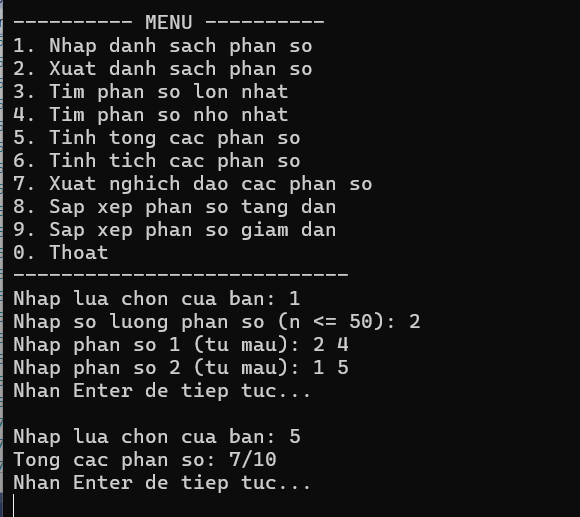 ---------- MENU ----------
1. Nhap danh sach phan so
2. Xuat danh sach phan so
3. Tim phan so lon nhat
4. Tim phan so nho nhat
5. Tinh tong cac phan so
6. Tinh tich cac phan so
7. Xuat nghich dao cac phan so
8. Sap xep phan so tang dan
9. Sap xep phan so giam dan
0. Thoat
----------------------------
Nhap lua chon cua ban: 1
Nhap so luong phan so (n <= 50): 2
Nhap phan so 1 (tu mau): 2 4
Nhap phan so 2 (tu mau): 1 5
Nhan Enter de tiep tuc...
Nhap lua chon cua ban: 5
Tong cac phan so: 7/10
Nhan Enter de tiep tuc...